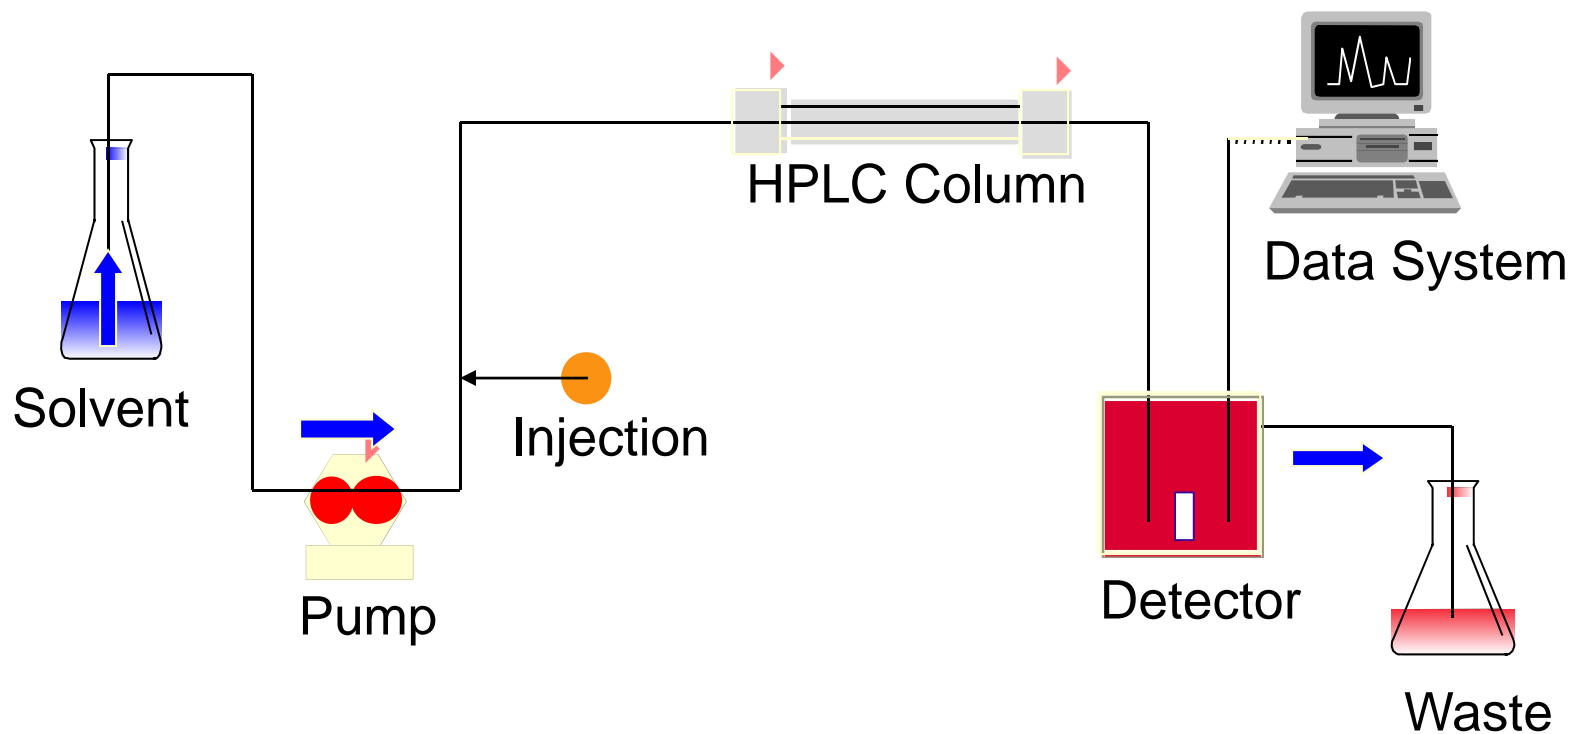 HPLC Column
Data System
Solvent
Injection
Pump
Detector
Waste